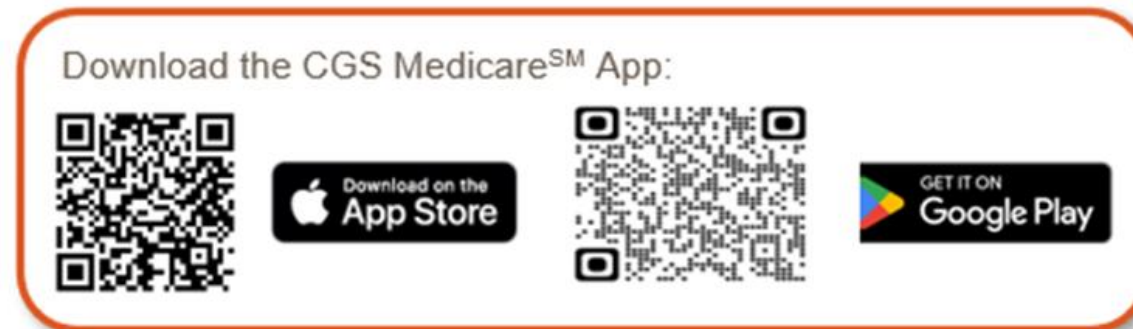 Download the CGS Medicare℠ App:
Download on the
App Store
GET IT ON
Google Play